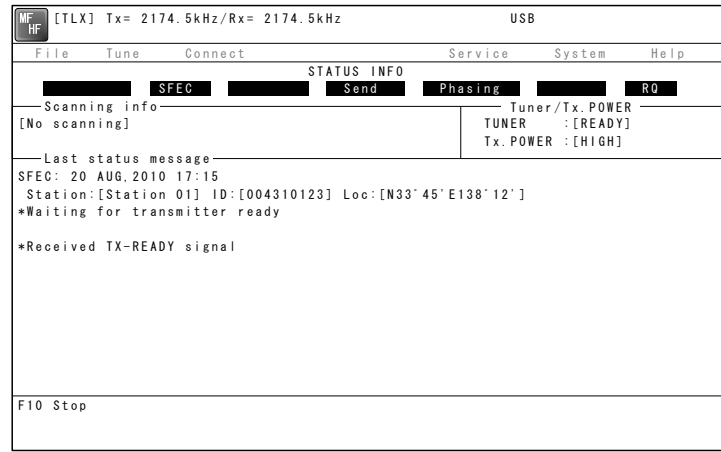 MF
HF
[TLX] Tx= 2174.5kHz/Rx= 2174.5kHz USB
File Tune Connect Service System Help
STATUS INFO
SFEC Send Phasing RQ
Scanning info
[No scanning]
Tuner/Tx.POWER
TUNER :[READY]
Tx.POWER :[HIGH]
Last status message
SFEC: 20 AUG,2010 17:15
Station:[Station 01] ID:[004310123] Loc:[N33ﾟ45'E138ﾟ12']
*Waiting for transmitter ready
*Received TX-READY signal
F10 Stop